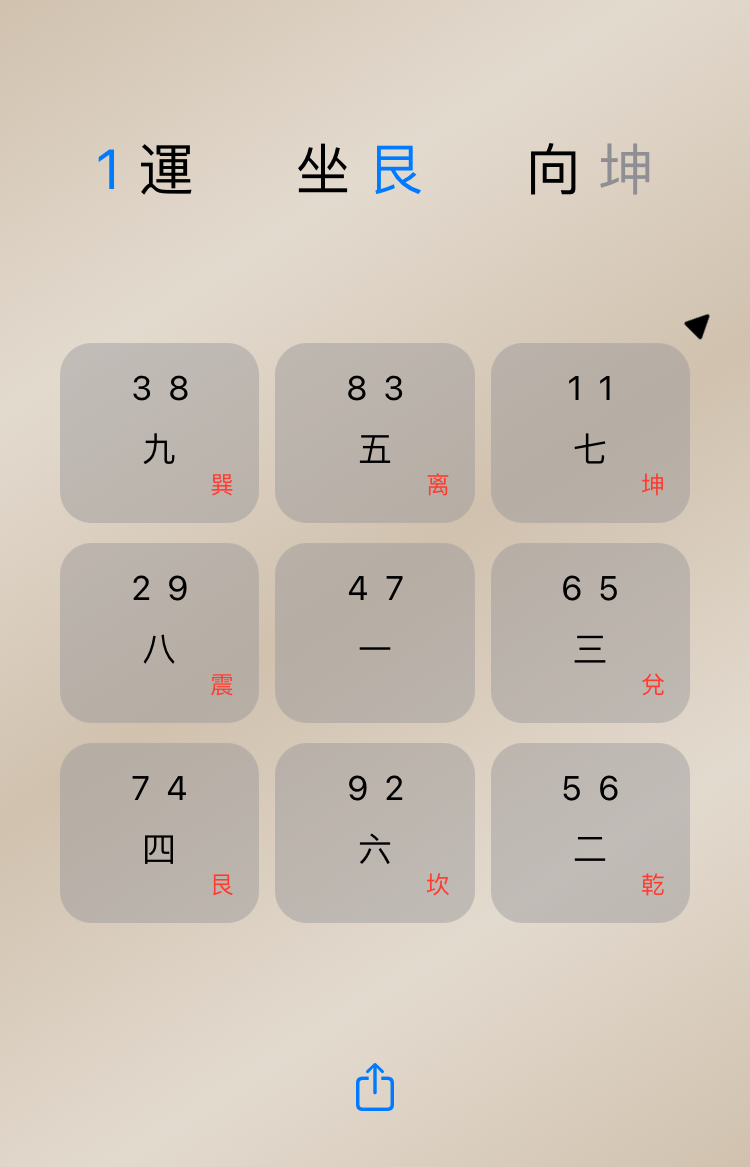 1 運 坐 艮 向 坤
3 8 8 3 1 1
九 五 七
巽 离 坤
2 9 4 7 6 5
八 一 三
震 兌
7 4 9 2 5 6
四 六 二
艮 坎 乾